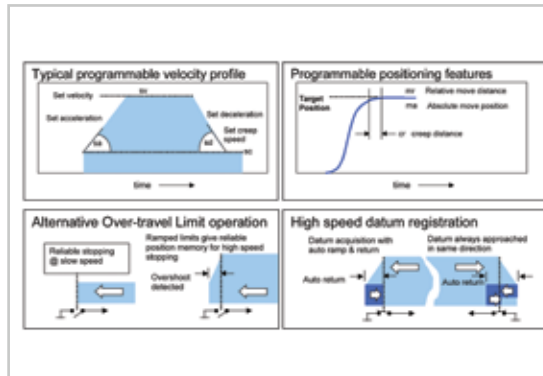 Typical programmable velocity profile
sv
Set velocity
Set acceleration
Set deceleration
Set creep
speed
sa
sd
sc
time
Programmable positioning features
Target
Position
mr Relative move distance
ma Absolute move position
cr creep distance
time
Alternative Over-travel Limit operation
Reliable stopping
@ slow speed
Ramped limits give reliable
position memory for high speed
stopping
Overshoot
detected
High speed datum registration
Datum acquisition with
auto ramp & return
Datum always approached
in same direction
Auto return
Auto return